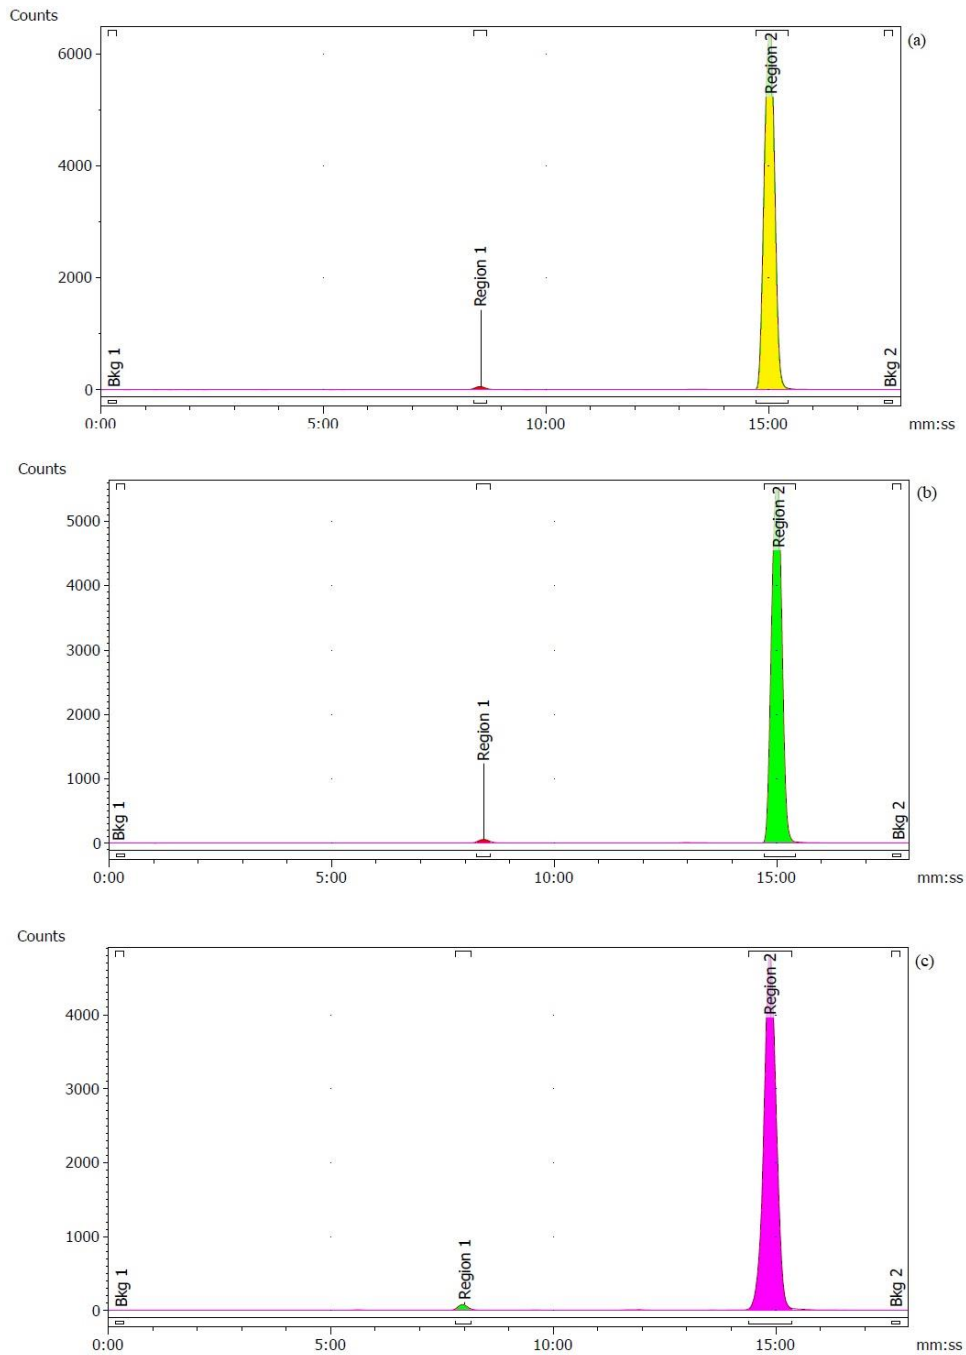 Counts
(a)
6000
4000
2000
0
Bkg 1
Region 1
Region 2
Bkg 2
0:00
5:00
10:00
15:00
mm:ss
Counts
(b)
5000
4000
3000
2000
1000
0
Bkg 1
Region 1
Region 2
Bkg 2
0:00
5:00
10:00
15:00
mm:ss
Counts
(c)
4000
3000
2000
1000
0
Bkg 1
Region 1
Region 2
Bkg 2
0:00
5:00
10:00
15:00
mm:ss